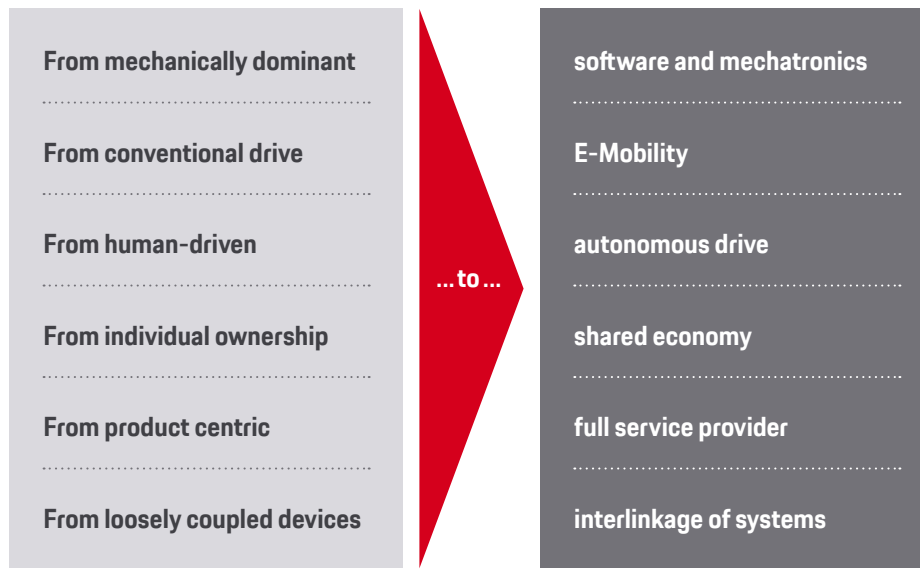 From mechanically dominant
From conventional drive
From human-driven
From individual ownership
From product centric
From loosely coupled devices
...to...
software and mechatronics
E-Mobility
autonomous drive
shared economy
full service provider
interlinkage of systems